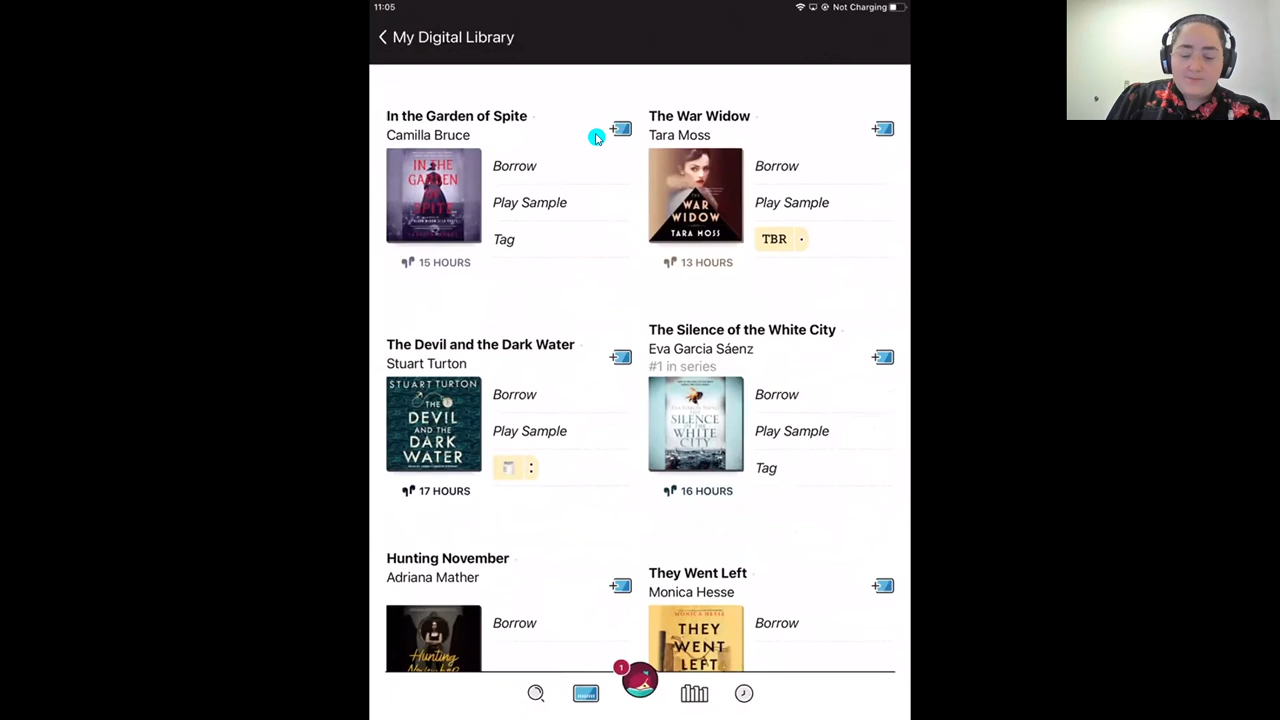 11:05
Not Charging
My Digital Library
In the Garden of Spite
Camilla Bruce
IN THE
GARDEN
OF
SPITE
Borrow
Play Sample
Tag
15 HOURS
The War Widow
Tara Moss
THE
WAR
WIDOW
TARA MOSS
Borrow
Play Sample
TBR
13 HOURS
The Devil and the Dark Water
Stuart Turton
STUART TURTON
THE
DEVIL
AND THE
DARK
WATER
Borrow
Play Sample
17 HOURS
The Silence of the White City
Eva Garcia Sáenz
#1 in series
THE
SILENCE
OF THE
WHITE CITY
Borrow
Play Sample
Tag
16 HOURS
Hunting November
Adriana Mather
Hunting
November
Borrow
They Went Left
Monica Hesse
MONICA HESSE
THEY
WENT
LEFT
Borrow
1